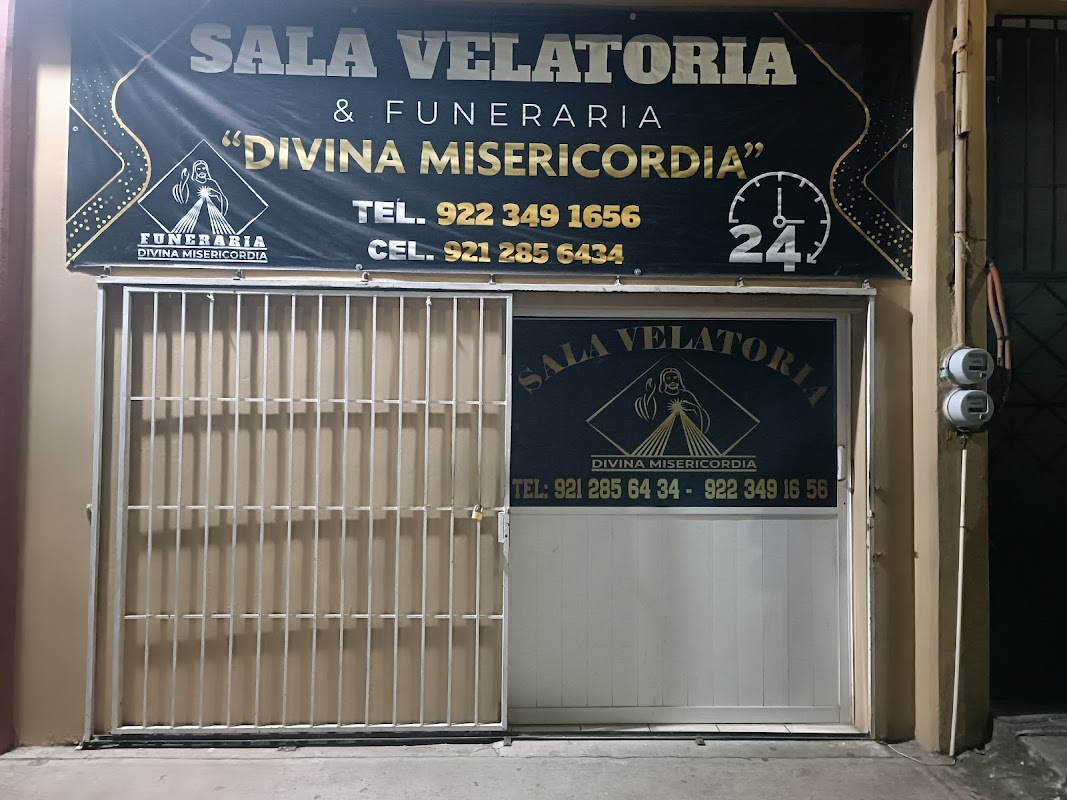 SALA VELATORIA
& FUNERARIA
"DIVINA MISERICORDIA"
TEL. 922 349 1656
CEL. 921 285 6434
FUNERARIA
DIVINA MISERICORDIA
24
SALA VELATORIA
DIVINA MISERICORDIA
TEL: 921 285 64 34 - 922 349 16 56